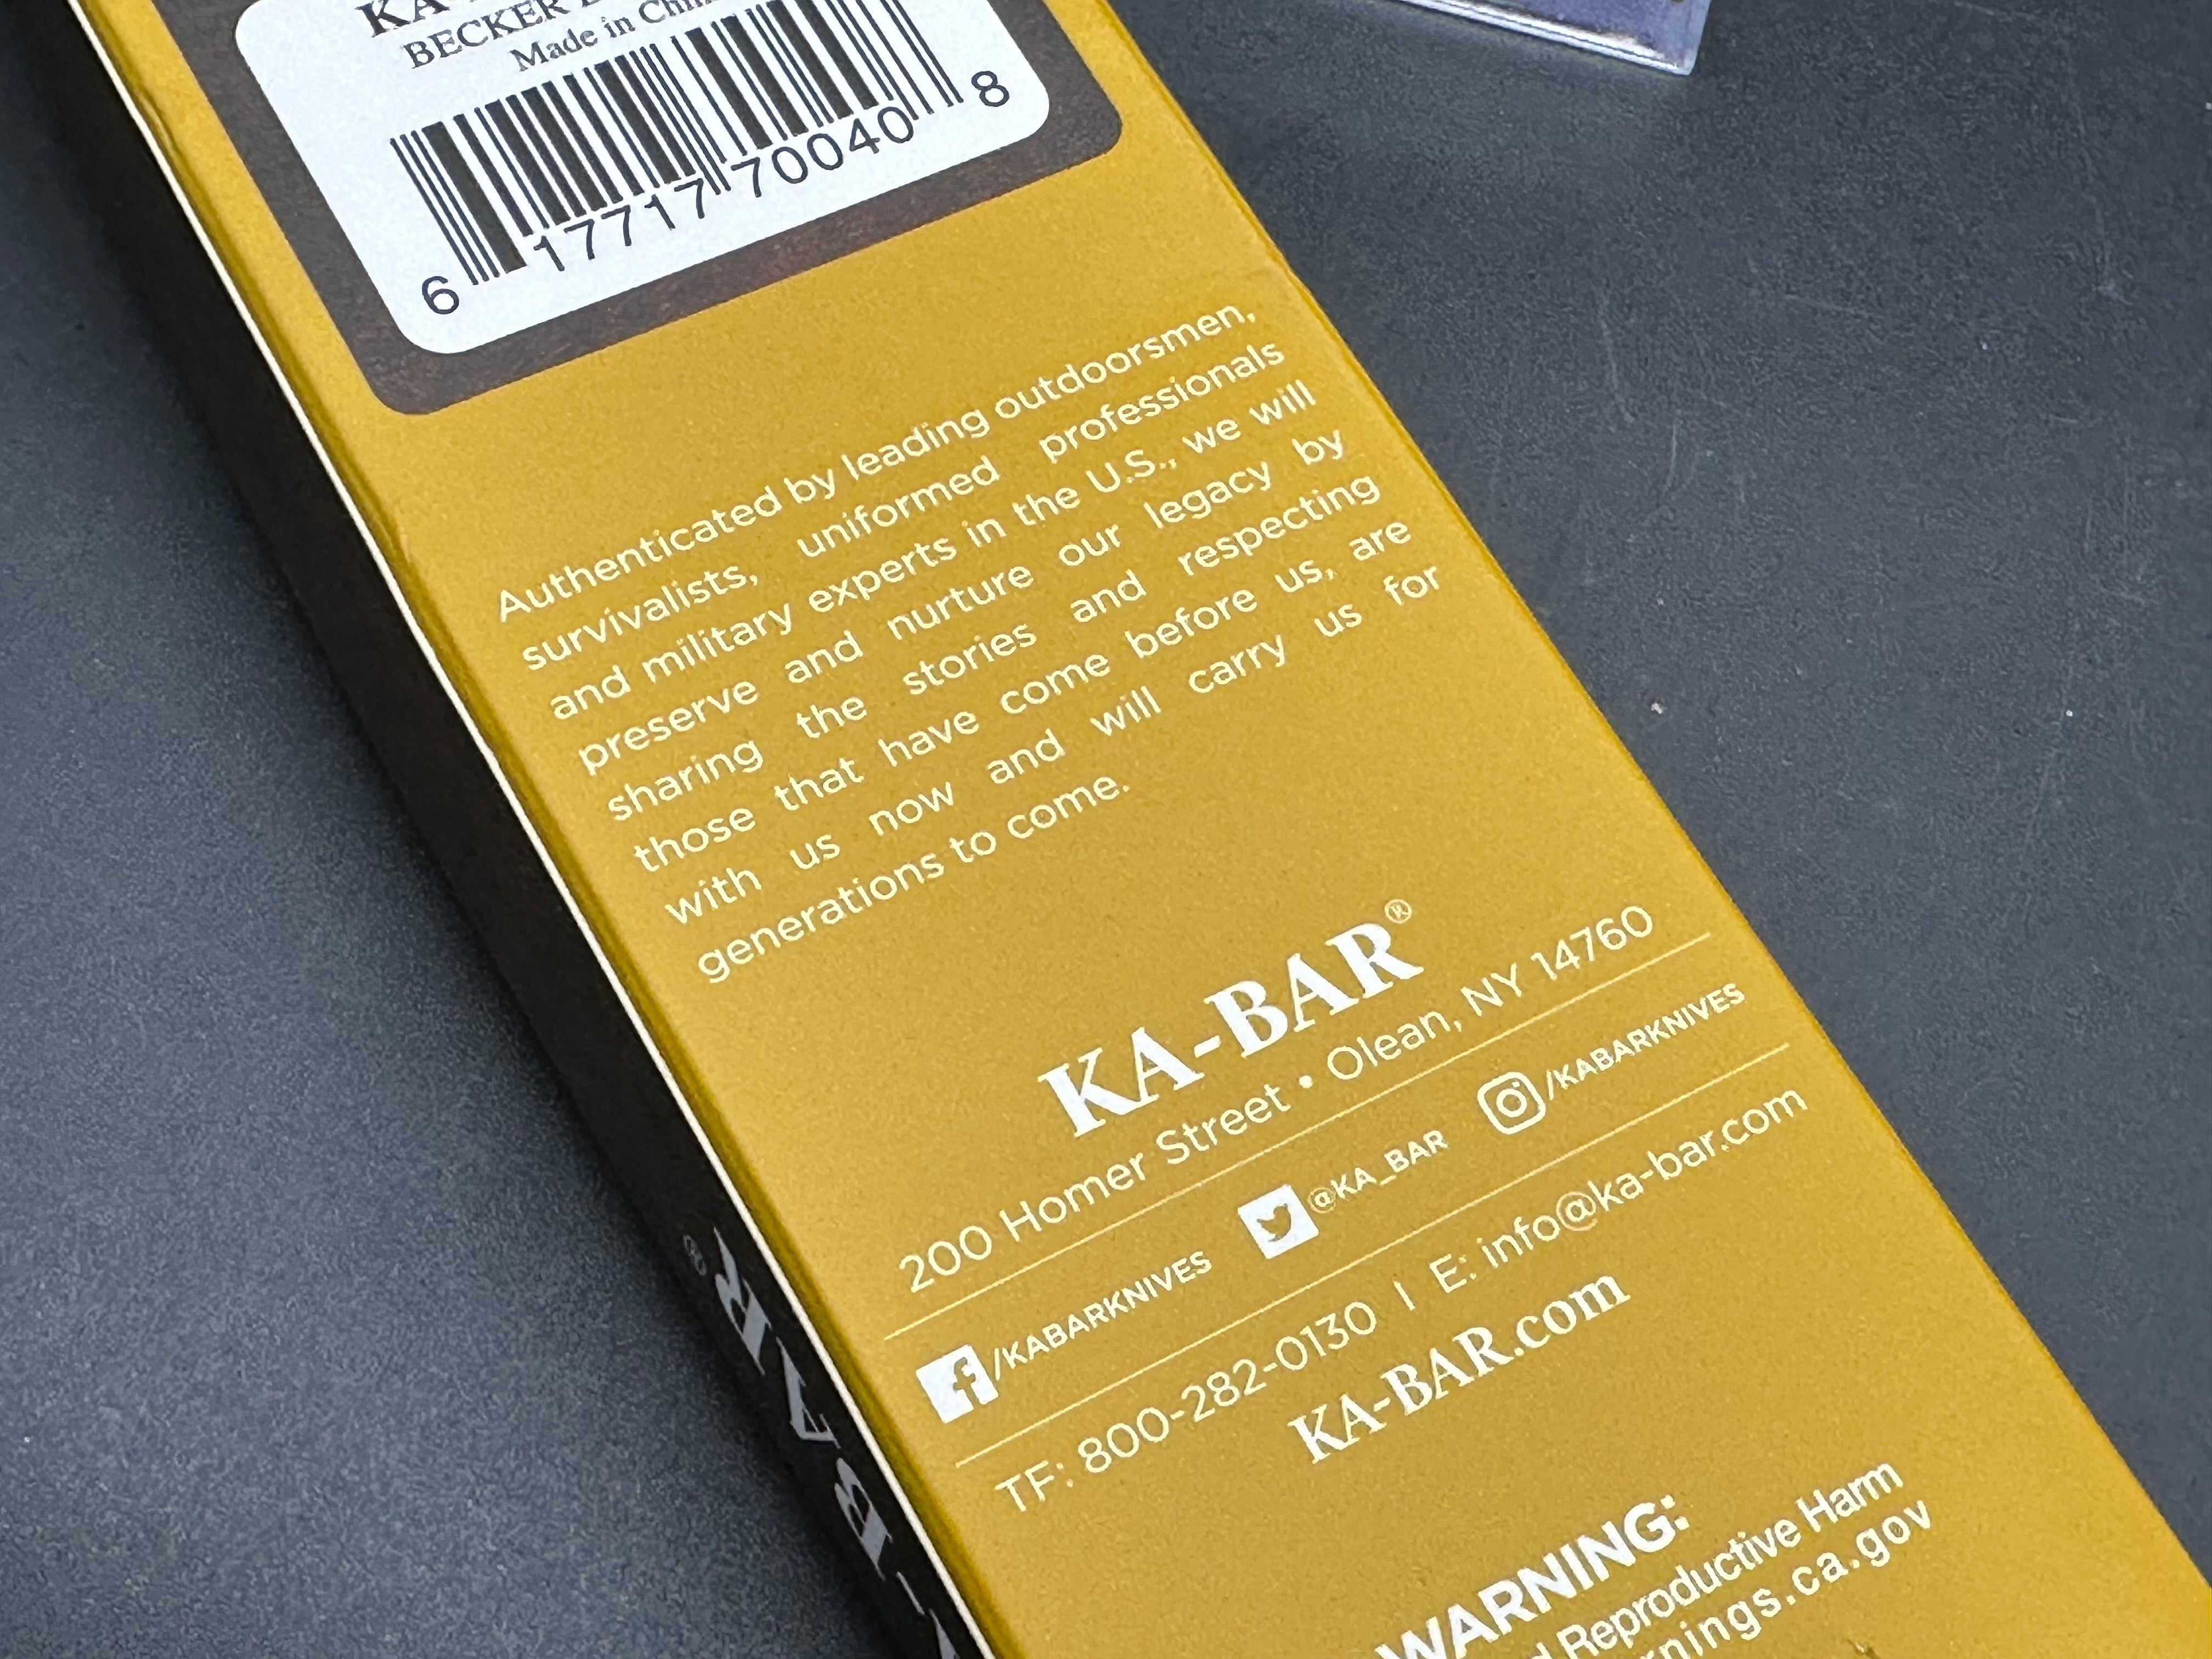 BECKER
Made in
6 17717 70040 8
Authenticated by leading outdoorsmen,
survivalists, uniformed professionals
and military experts in the U.S., we will
preserve and nurture our legacy by
sharing the stories and respecting
those that have come before us, are
with us now and will carry us for
generations to come.
KA-BAR®
200 Homer Street • Olean, NY 14760
/KABARKNIVES @KA_BAR /KABARKNIVES
TF: 800-282-0130 | E: info@ka-bar.com
KA-BAR.com
WARNING:
Reproductive Harm
rnings.ca.gov
BAR®